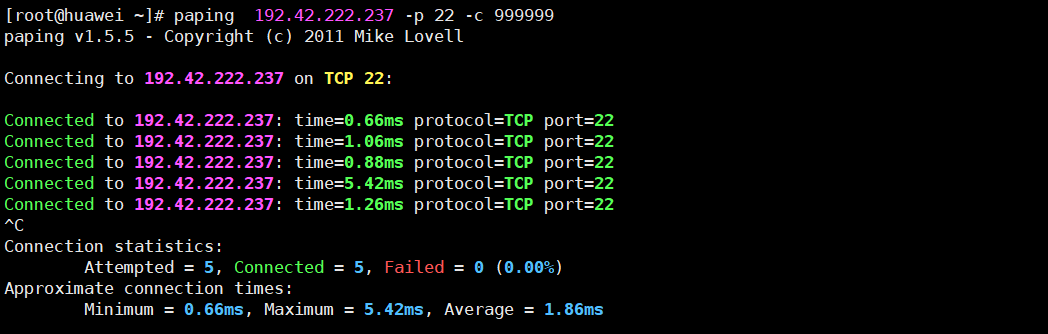 [root@huawei ~]# paping  192.42.222.237 -p 22 -c 999999
paping v1.5.5 - Copyright (c) 2011 Mike Lovell
Connecting to 192.42.222.237 on TCP 22:
Connected to 192.42.222.237: time=0.66ms protocol=TCP port=22
Connected to 192.42.222.237: time=1.06ms protocol=TCP port=22
Connected to 192.42.222.237: time=0.88ms protocol=TCP port=22
Connected to 192.42.222.237: time=5.42ms protocol=TCP port=22
Connected to 192.42.222.237: time=1.26ms protocol=TCP port=22
^C
Connection statistics:
        Attempted = 5, Connected = 5, Failed = 0 (0.00%)
Approximate connection times:
        Minimum = 0.66ms, Maximum = 5.42ms, Average = 1.86ms